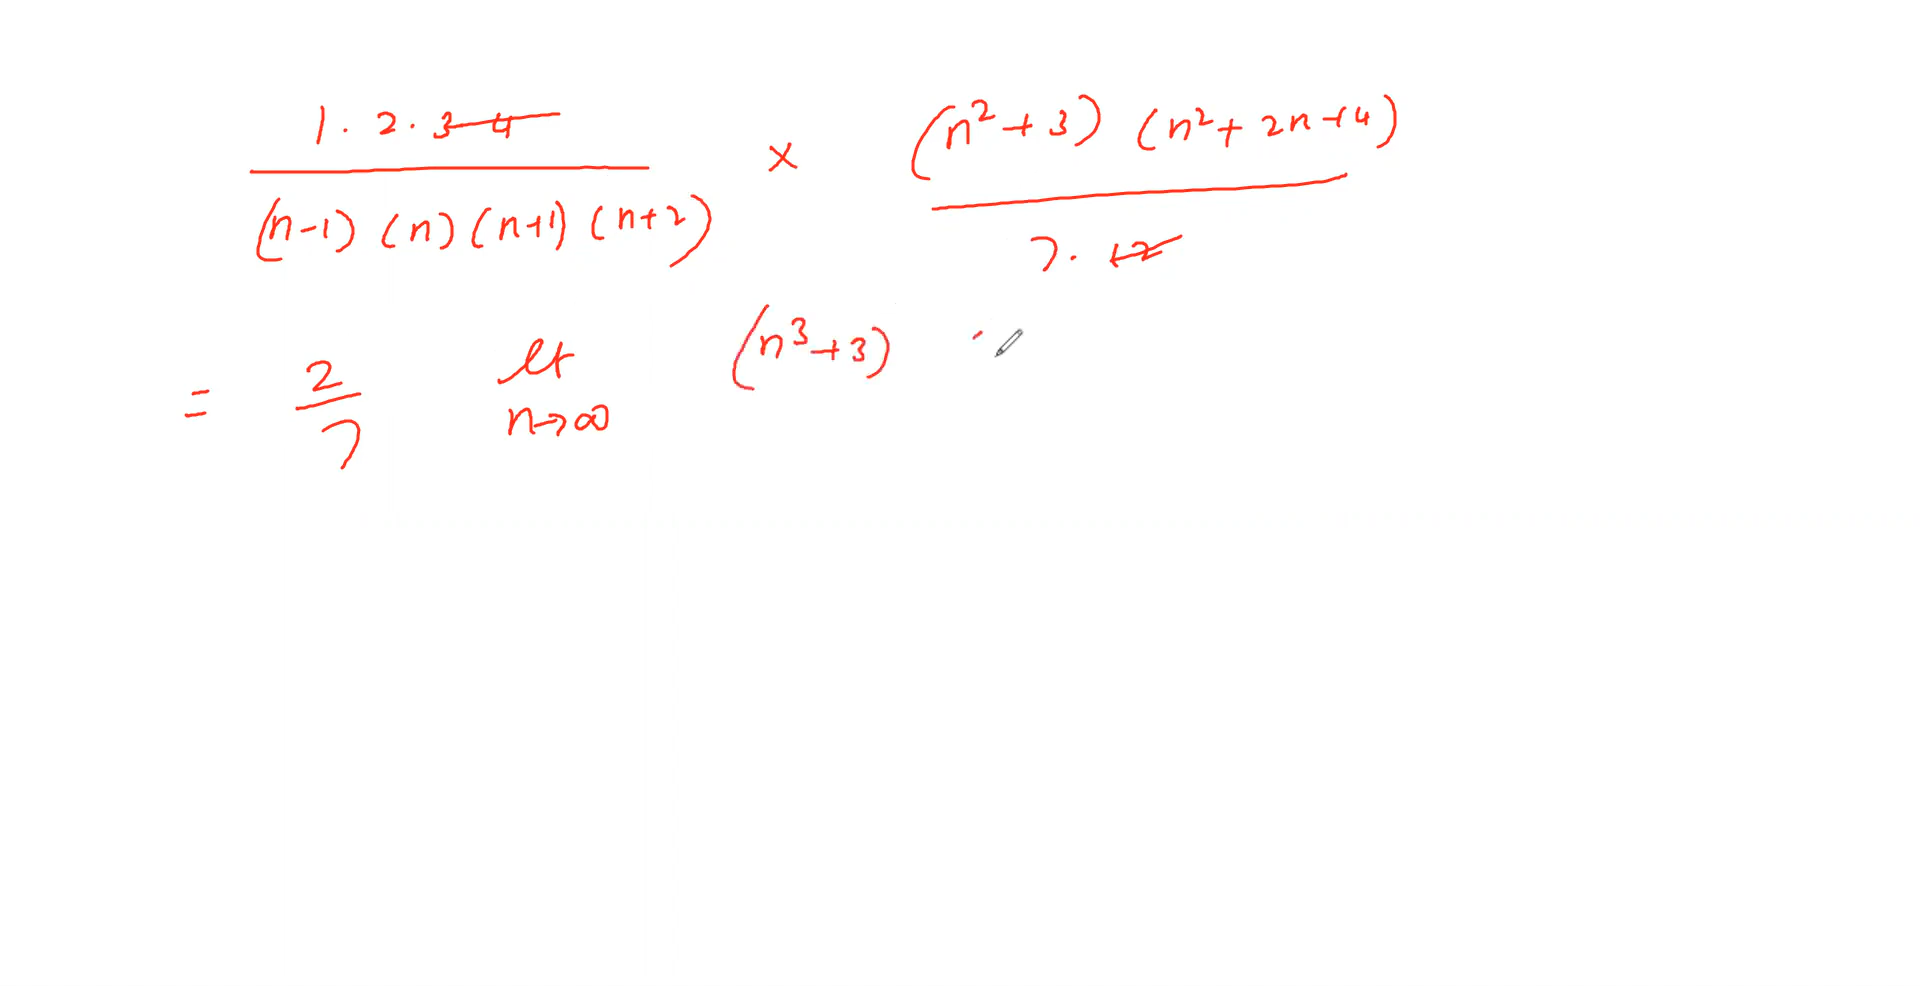 1 . 2 . 3 4 / (n-1) (n) (n+1) (n+2) × (n²+3) (n²+2n+4) / 7 . 12
= 2/7 lt n→∞ (n³+3)